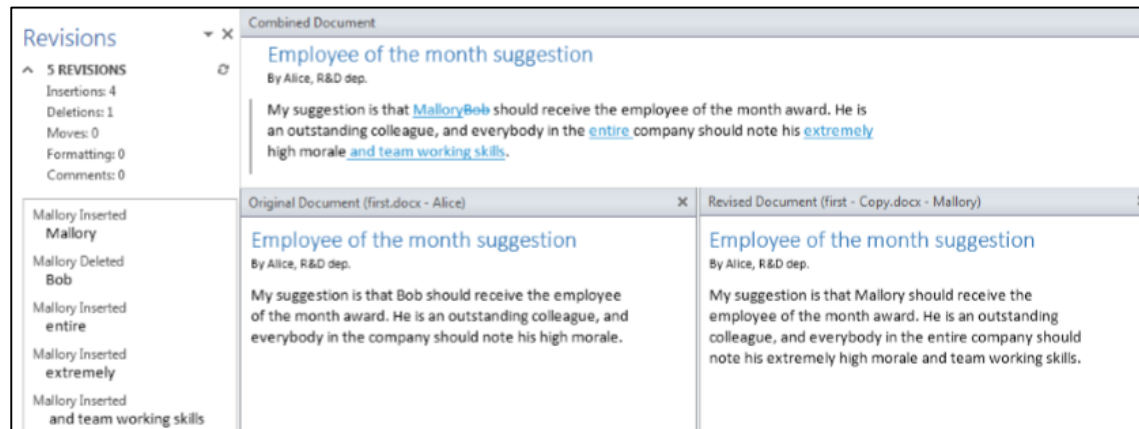 Revisions
5 REVISIONS
Insertions: 4
Deletions: 1
Moves: 0
Formatting: 0
Comments: 0
Mallory Inserted
Mallory
Mallory Deleted
Bob
Mallory Inserted
entire
Mallory Inserted
extremely
Mallory Inserted
and team working skills
Combined Document
Employee of the month suggestion
By Alice, R&D dep.
My suggestion is that MalloryBob should receive the employee of the month award. He is
an outstanding colleague, and everybody in the entire company should note his extremely
high morale and team working skills.
Original Document (first.docx - Alice)
Employee of the month suggestion
By Alice, R&D dep.
My suggestion is that Bob should receive the employee
of the month award. He is an outstanding colleague, and
everybody in the company should note his high morale.
Revised Document (first - Copy.docx - Mallory)
Employee of the month suggestion
By Alice, R&D dep.
My suggestion is that Mallory should receive the
employee of the month award. He is an outstanding
colleague, and everybody in the entire company should
note his extremely high morale and team working skills.